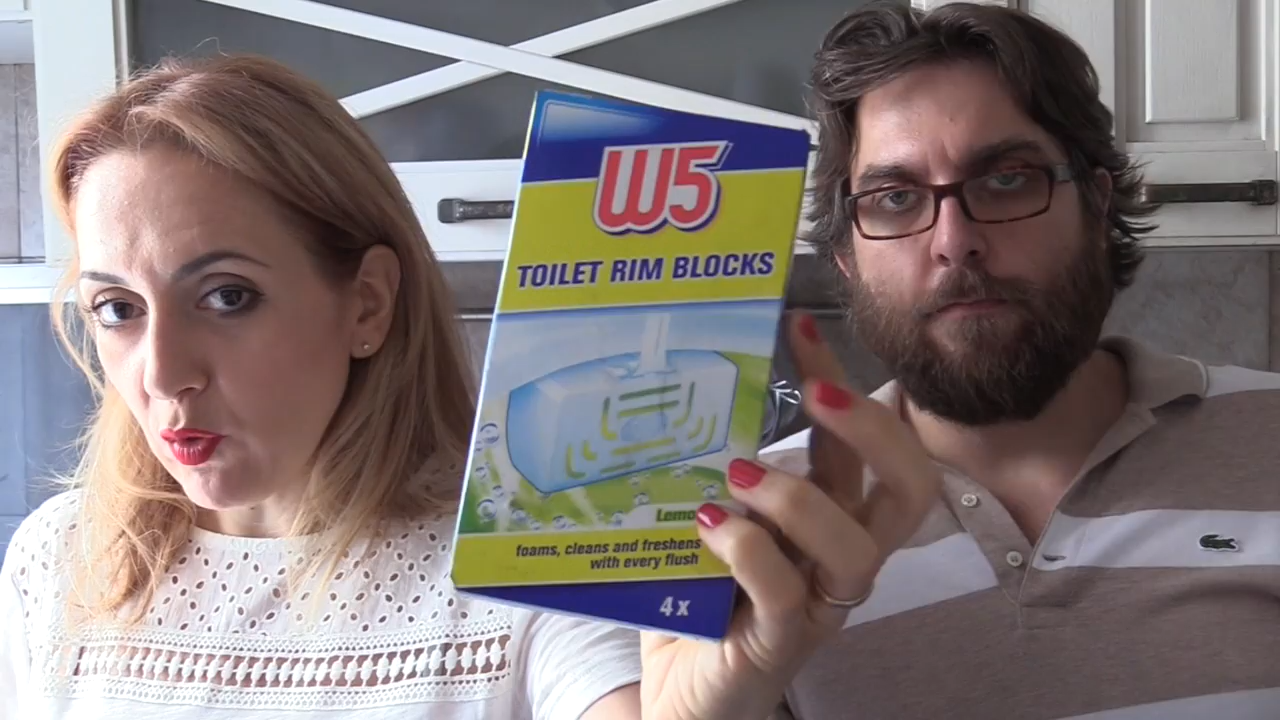 W5
TOILET RIM BLOCKS
Lemo
foams, cleans and freshens
with every flush
4x